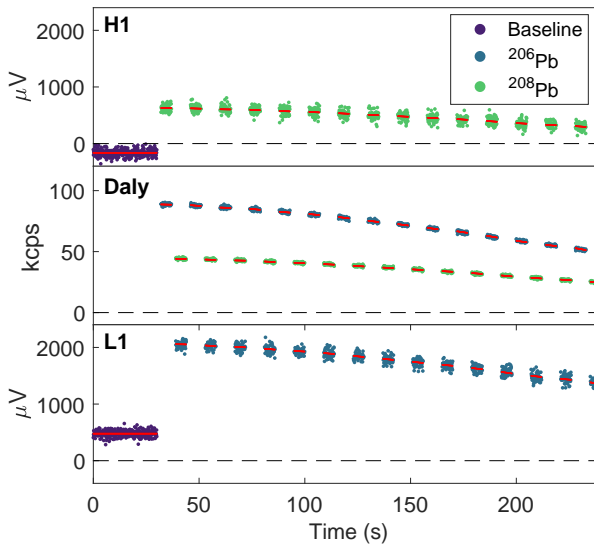 H1
2000
1000
0
μV
Baseline
²⁰⁶Pb
²⁰⁸Pb
Daly
100
50
0
kcps
L1
2000
1000
0
μV
0 50 100 150 200
Time (s)